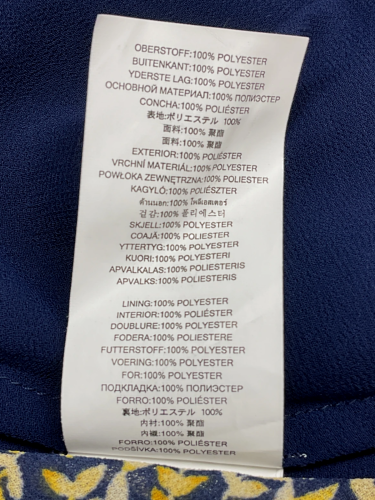 OBERSTOFF:100% POLYESTER
BUITENKANT:100% POLYESTER
YDERSTE LAG:100% POLYESTER
ОСНОВНОЙ МАТЕРИАЛ:100% ПОЛИЭСТЕР
CONCHA:100% POLIÉSTER
表地:ポリエステル 100%
面料:100% 聚酯
面料:100% 聚酯
EXTERIOR:100% POLIÉSTER
VRCHNÍ MATERIÁL:100% POLYESTER
POWŁOKA ZEWNĘTRZNA:100% POLIESTER
KAGYLÓ:100% POLIÉSZTER
ด้านนอก:100% โพลีเอสเตอร์
겉감:100% 폴리에스터
SKJELL:100% POLYESTER
COAJĂ:100% POLIESTER
YTTERTYG:100% POLYESTER
KUORI:100% POLYESTERI
APVALKALAS:100% POLIESTERIS
APVALKS:100% POLIESTERIS
LINING:100% POLYESTER
INTERIOR:100% POLIÉSTER
DOUBLURE:100% POLYESTER
FODERA:100% POLIESTERE
FUTTERSTOFF:100% POLYESTER
VOERING:100% POLYESTER
FOR:100% POLYESTER
ПОДКЛАДКА:100% ПОЛИЭСТЕР
FORRO:100% POLIÉSTER
裏地:ポリエステル 100%
内衬:100% 聚酯
内襯:100% 聚酯
FORRO:100% POLIÉSTER
PODŠÍVKA:100% POLYESTER